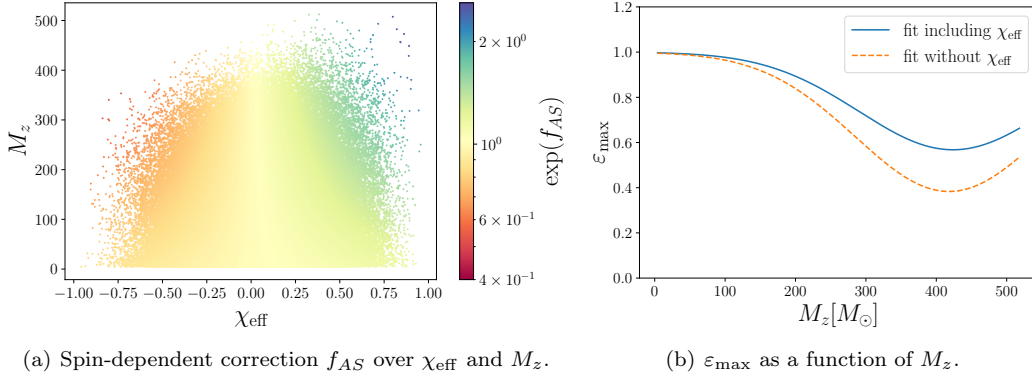 500
400
300
200
100
0
M_z
−1.00 −0.75 −0.50 −0.25 0.00 0.25 0.50 0.75 1.00
χ_eff
2 × 10^0
10^0
6 × 10^−1
4 × 10^−1
exp(f_AS)
(a) Spin-dependent correction f_AS over χ_eff and M_z.
1.2
1.0
0.8
0.6
0.4
0.2
0.0
ε_max
fit including χ_eff
fit without χ_eff
0 100 200 300 400 500
M_z[M_⊙]
(b) ε_max as a function of M_z.